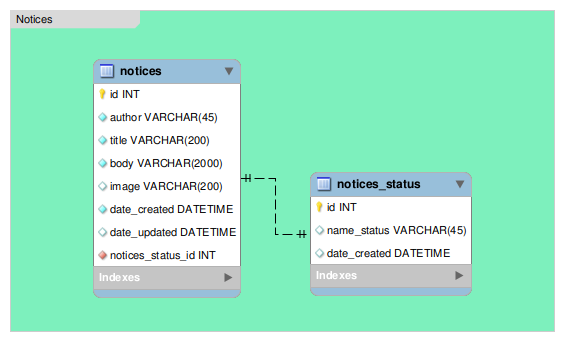 Notices
notices
id INT
author VARCHAR(45)
title VARCHAR(200)
body VARCHAR(2000)
image VARCHAR(200)
date_created DATETIME
date_updated DATETIME
notices_status_id INT
Indexes
notices_status
id INT
name_status VARCHAR(45)
date_created DATETIME
Indexes